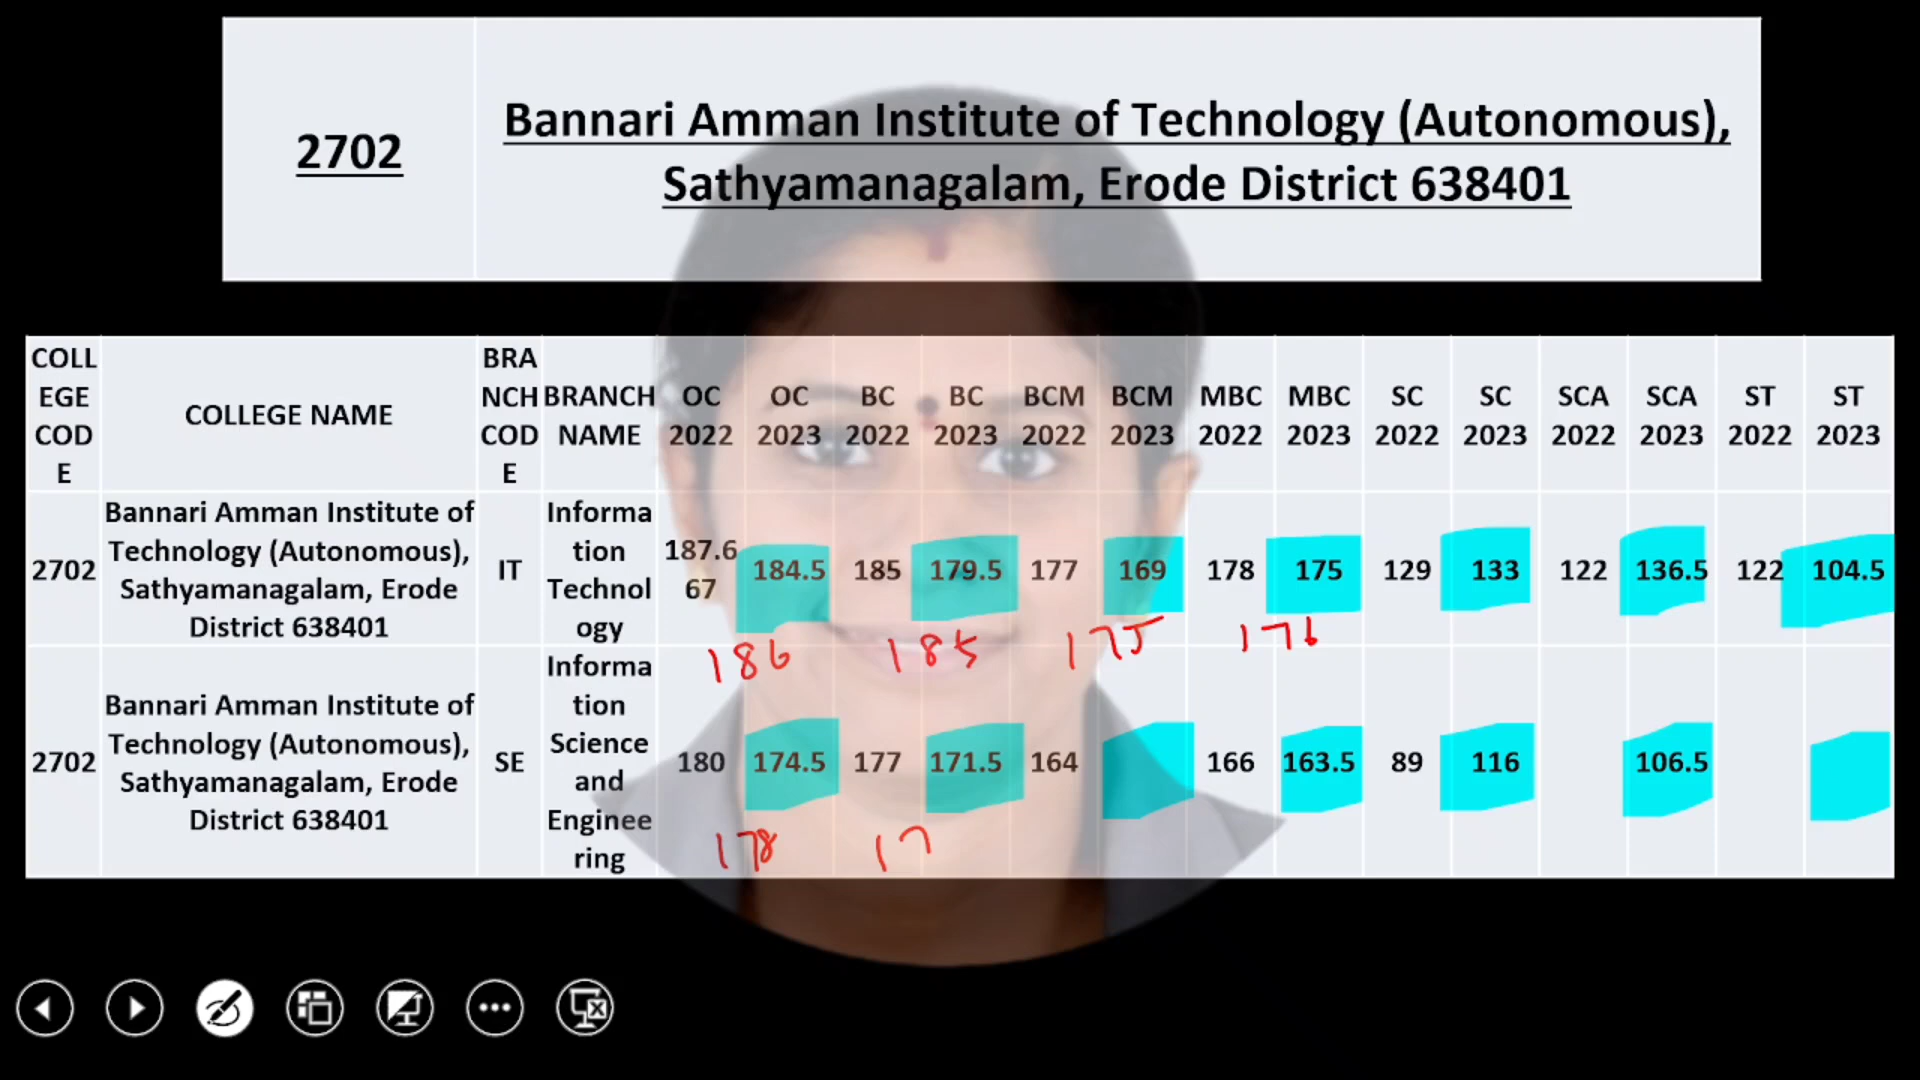 2702
Bannari Amman Institute of Technology (Autonomous),
Sathyamanagalam, Erode District 638401
COLL
EGE
COD
E
COLLEGE NAME
BRA
NCH
COD
E
BRANCH
NAME
OC
2022
OC
2023
BC
2022
BC
2023
BCM
2022
BCM
2023
MBC
2022
MBC
2023
SC
2022
SC
2023
SCA
2022
SCA
2023
ST
2022
ST
2023
2702
Bannari Amman Institute of
Technology (Autonomous),
Sathyamanagalam, Erode
District 638401
IT
Informa
tion
Technol
ogy
187.6
67
184.5
185
179.5
177
169
178
175
129
133
122
136.5
122
104.5
186
185
175
176
2702
Bannari Amman Institute of
Technology (Autonomous),
Sathyamanagalam, Erode
District 638401
SE
Informa
tion
Science
and
Enginee
ring
180
174.5
177
171.5
164
166
163.5
89
116
106.5
178
17